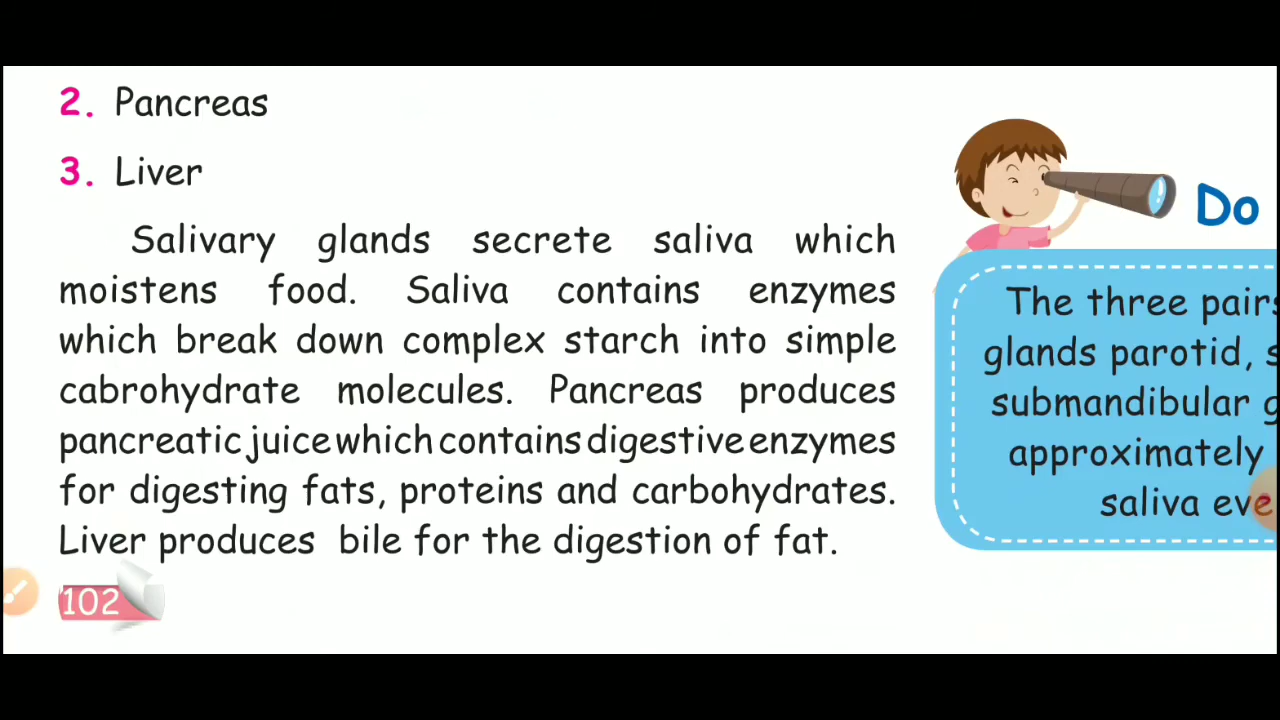 2. Pancreas
3. Liver
Salivary glands secrete saliva which
moistens food. Saliva contains enzymes
which break down complex starch into simple
cabrohydrate molecules. Pancreas produces
pancreatic juice which contains digestive enzymes
for digesting fats, proteins and carbohydrates.
Liver produces bile for the digestion of fat.
102
Do
The three pairs
glands parotid,
submandibular
approximately
saliva